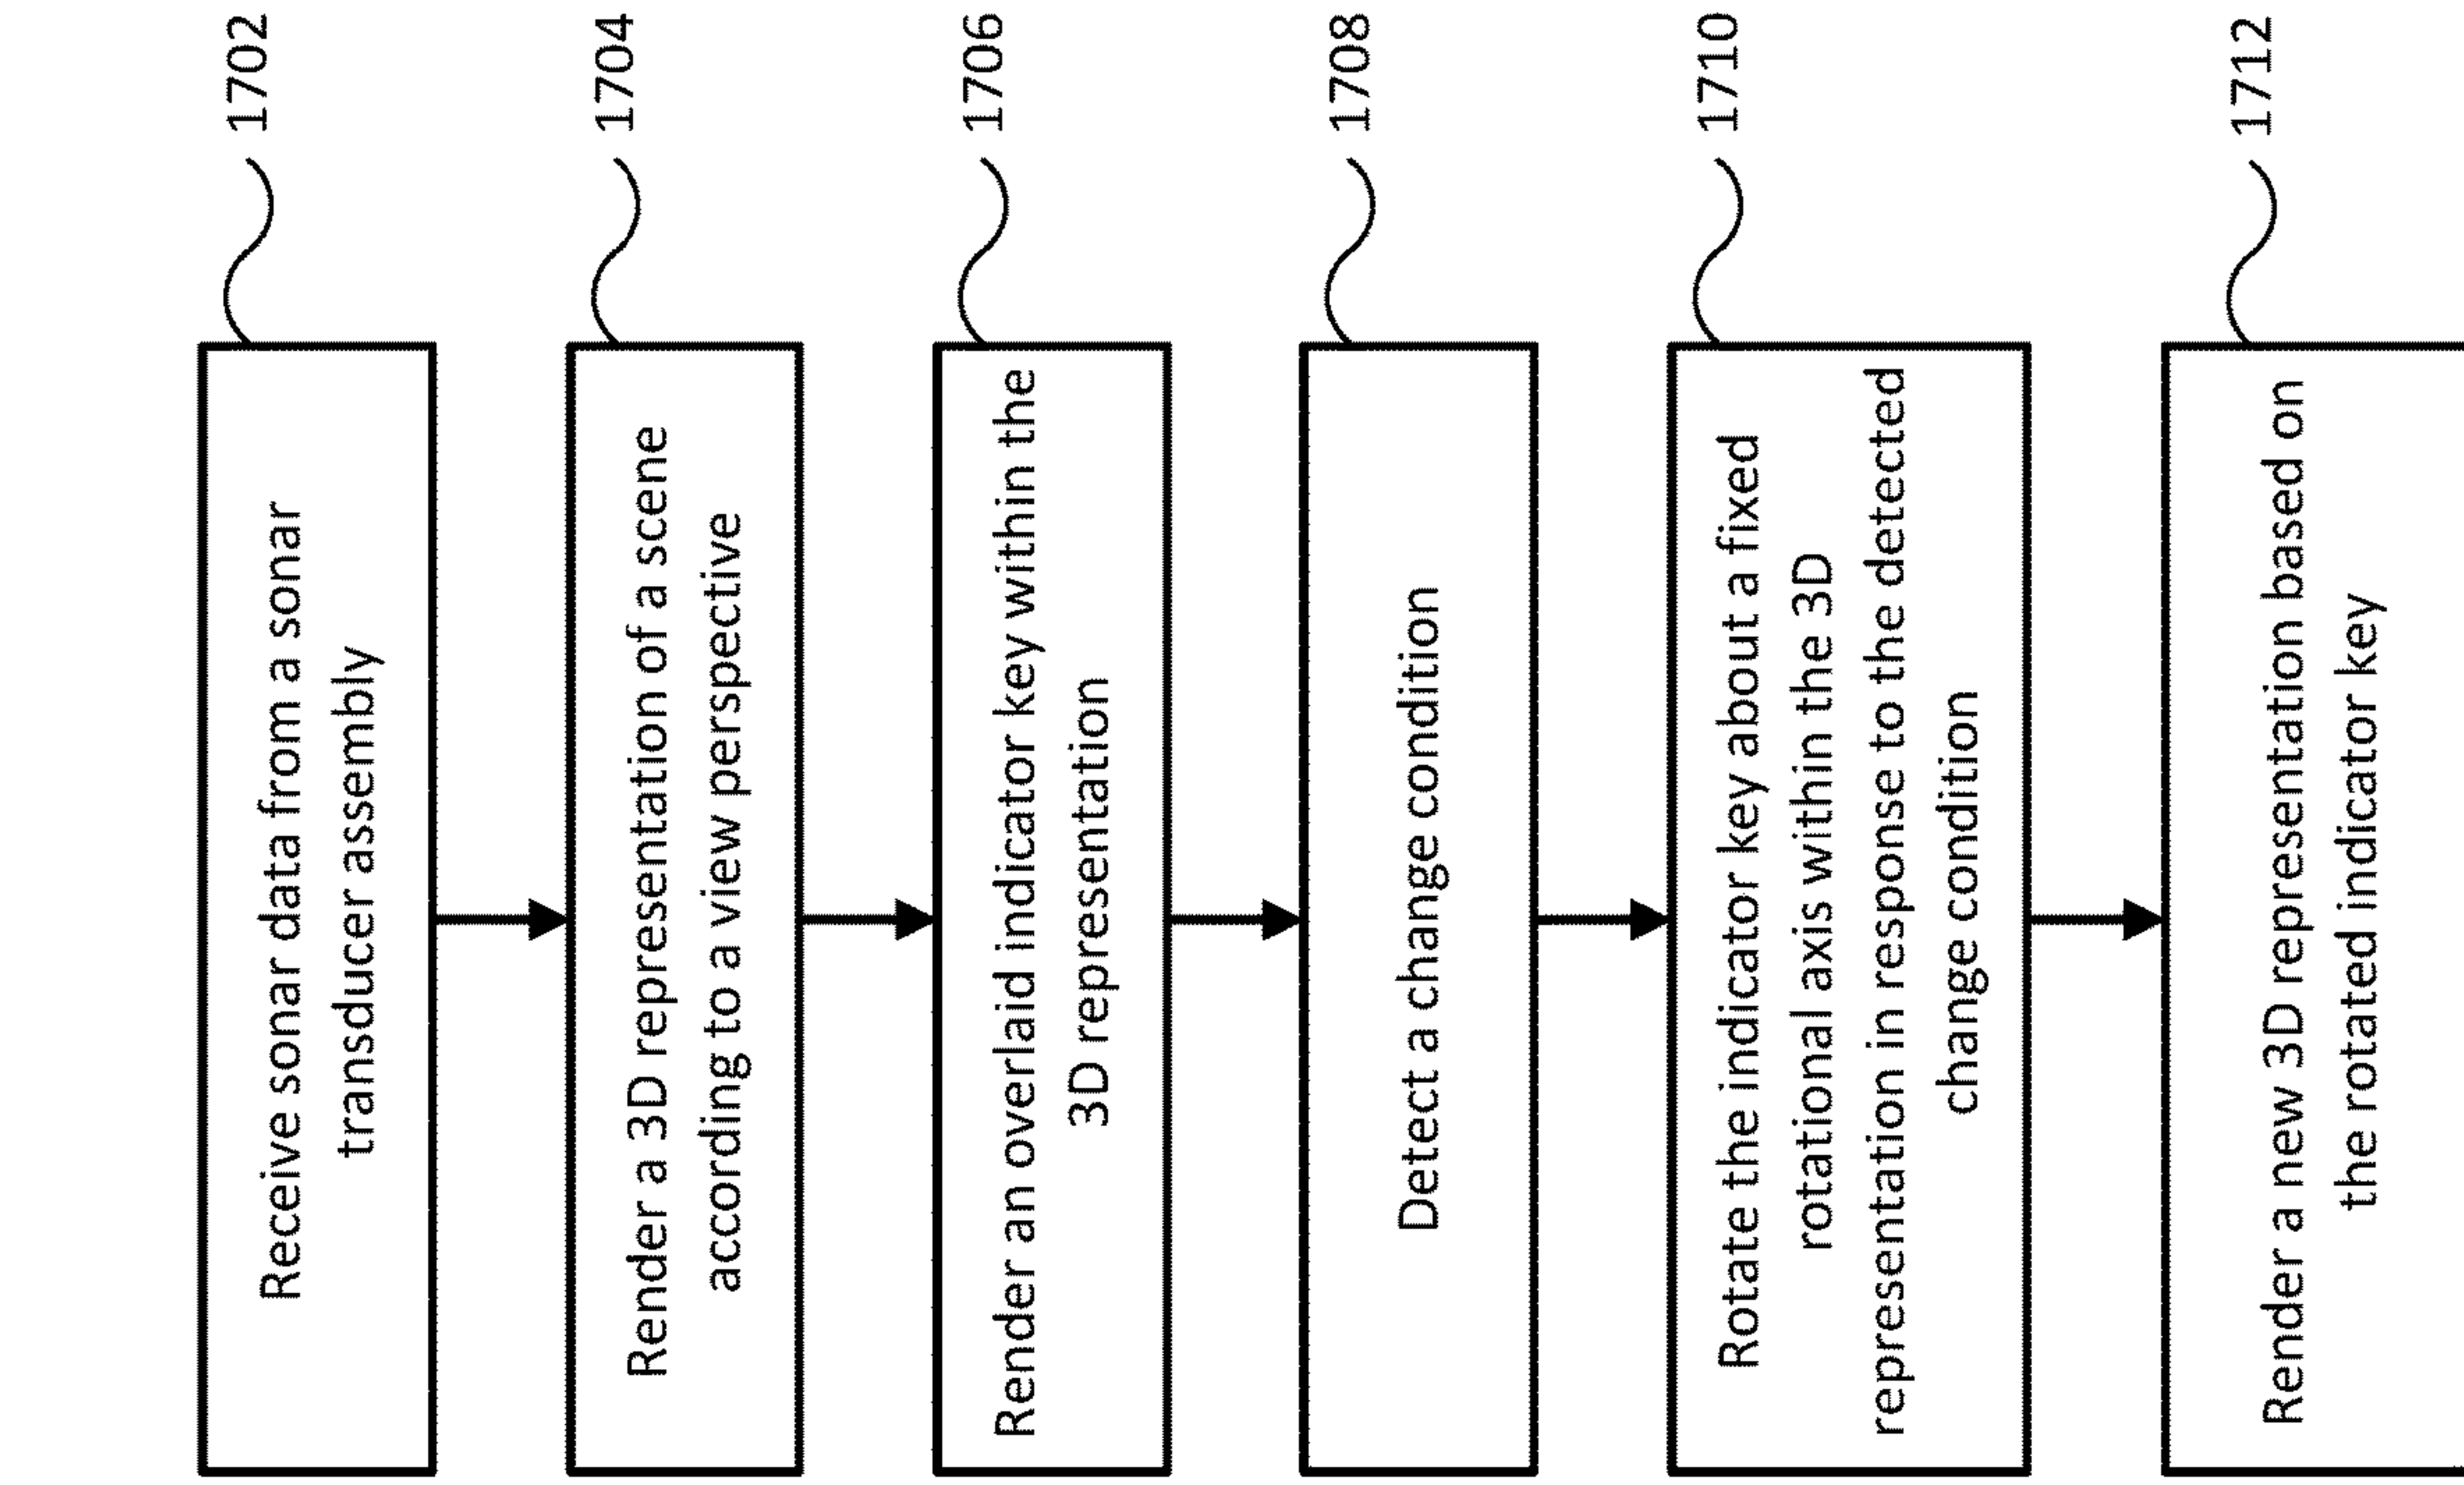 Receive sonar data from a sonar
transducer assembly
1702
Render a 3D representation of a scene
according to a view perspective
1704
Render an overlaid indicator key within the
3D representation
1706
Detect a change condition
1708
Rotate the indicator key about a fixed
rotational axis within the 3D
representation in response to the detected
change condition
1710
Render a new 3D representation based on
the rotated indicator key
1712